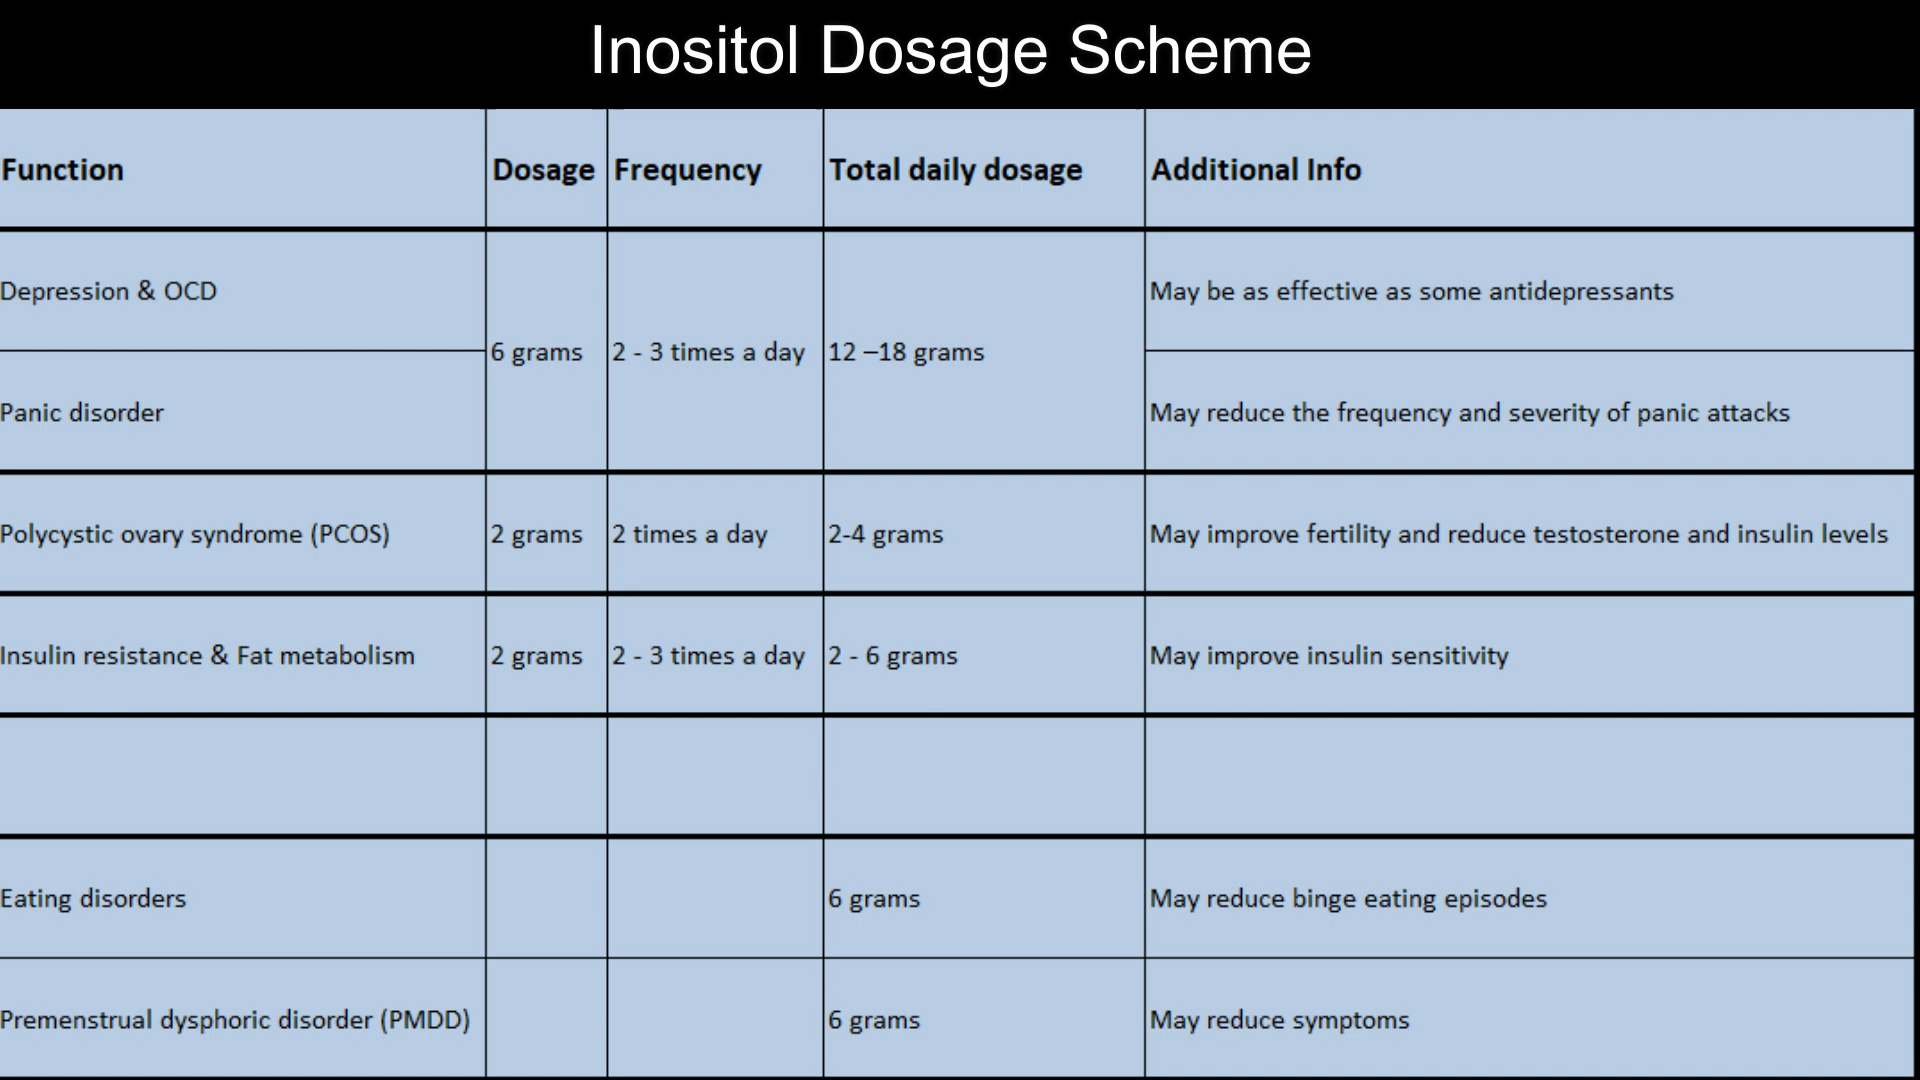 Inositol Dosage Scheme
Function Dosage Frequency Total daily dosage Additional Info
Depression & OCD May be as effective as some antidepressants
6 grams 2 - 3 times a day 12 –18 grams
Panic disorder May reduce the frequency and severity of panic attacks
Polycystic ovary syndrome (PCOS) 2 grams 2 times a day 2-4 grams May improve fertility and reduce testosterone and insulin levels
Insulin resistance & Fat metabolism 2 grams 2 - 3 times a day 2 - 6 grams May improve insulin sensitivity
Eating disorders 6 grams May reduce binge eating episodes
Premenstrual dysphoric disorder (PMDD) 6 grams May reduce symptoms